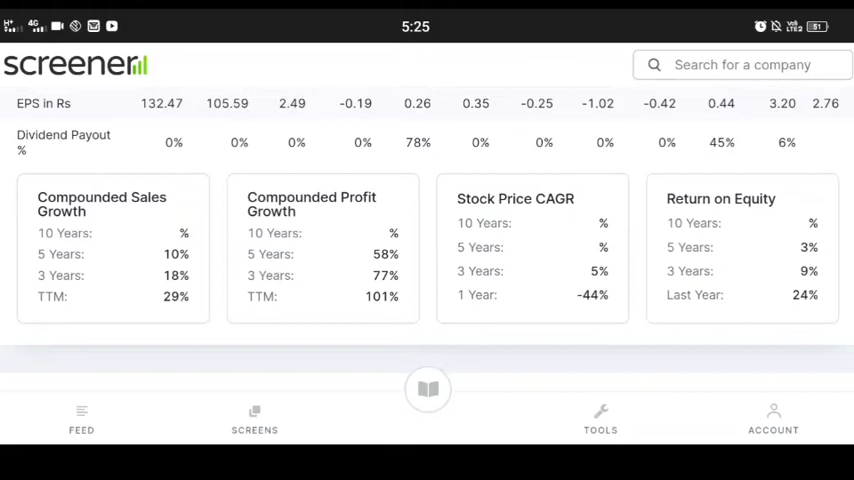 H+ 4G 5:25 VoII LTE2 51
screener Search for a company
EPS in Rs 132.47 105.59 2.49 -0.19 0.26 0.35 -0.25 -1.02 -0.42 0.44 3.20 2.76
Dividend Payout
% 0% 0% 0% 0% 78% 0% 0% 0% 0% 45% 6%
Compounded Sales
Growth
10 Years: %
5 Years: 10%
3 Years: 18%
TTM: 29%
Compounded Profit
Growth
10 Years: %
5 Years: 58%
3 Years: 77%
TTM: 101%
Stock Price CAGR
10 Years: %
5 Years: %
3 Years: 5%
1 Year: -44%
Return on Equity
10 Years: %
5 Years: 3%
3 Years: 9%
Last Year: 24%
FEED SCREENS TOOLS ACCOUNT